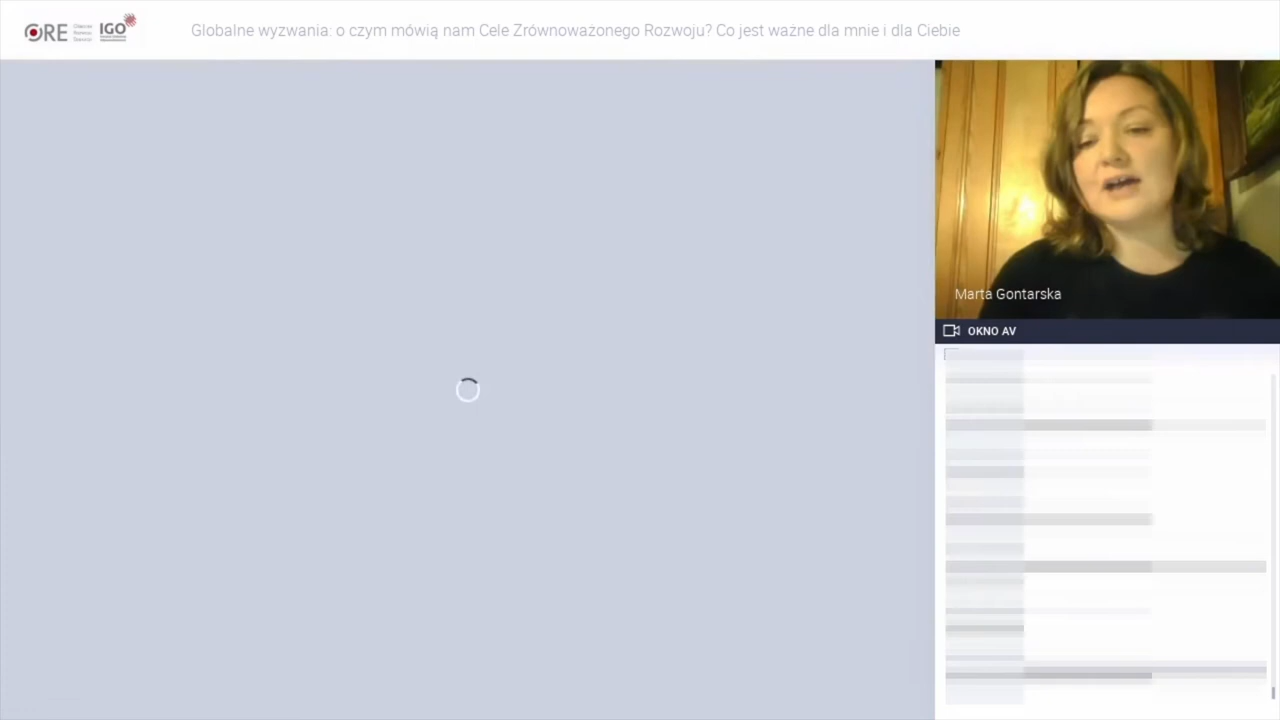 ORE
IGO
Globalne wyzwania: o czym mówią nam Cele Zrównoważonego Rozwoju? Co jest ważne dla mnie i dla Ciebie
Marta Gontarska
OKNO AV